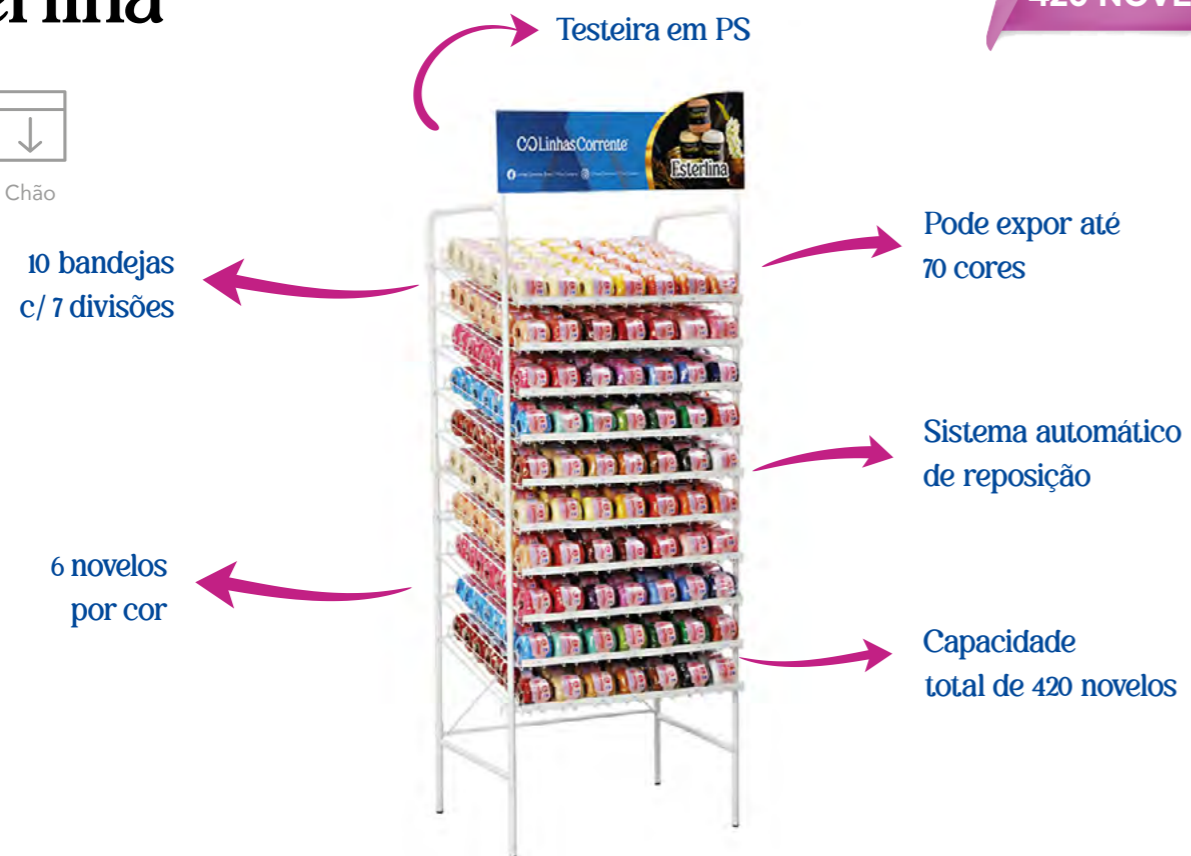 Testeira em PS
Chão
LinhasCorrente
Esterlina
10 bandejas
c/ 7 divisões
Pode expor até
70 cores
Sistema automático
de reposição
6 novelos
por cor
Capacidade
total de 420 novelos